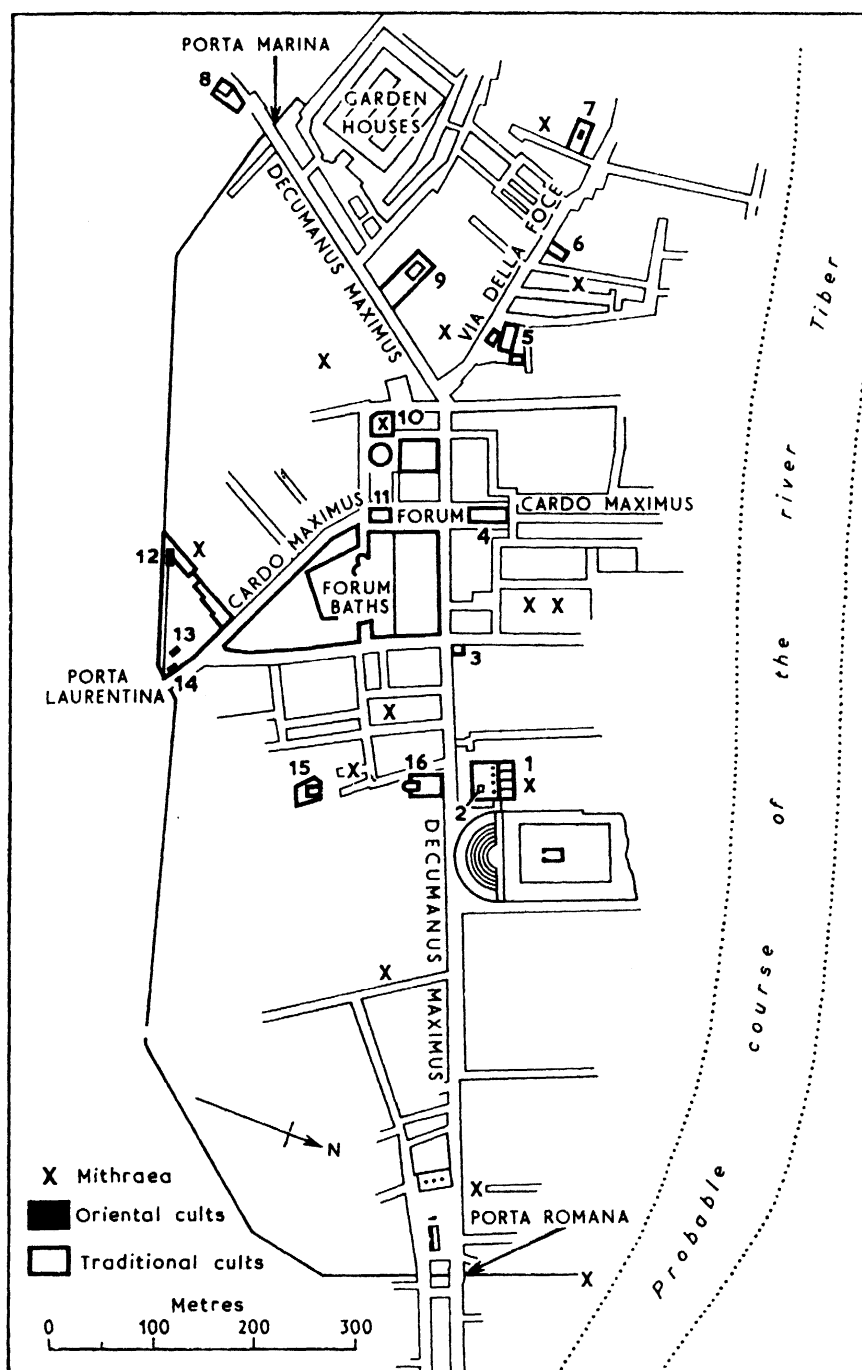 PORTA MARINA
8
GARDEN
HOUSES
7
X
DECUMANUS MAXIMUS
VIA DELLA FOCE
6
X
9
X
5
X
Tiber
river
the
of
course
Probable
10
X
11
FORUM
4
CARDO MAXIMUS
CARDO MAXIMUS
12
X
FORUM
BATHS
X X
13
14
PORTA
LAURENTINA
3
X
15
X
16
1
X
2
DECUMANUS MAXIMUS
X
N
X Mithraea
Oriental cults
Traditional cults
X
PORTA ROMANA
X
Metres
0 100 200 300